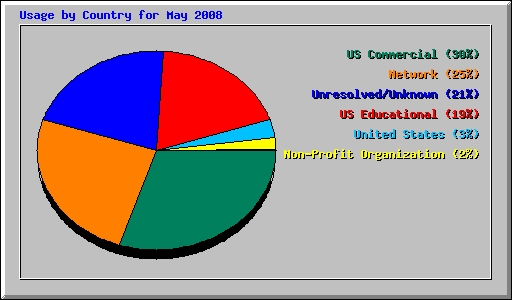 Usage by Country for May 2008
US Commercial (30%)
Network (25%)
Unresolved/Unknown (21%)
US Educational (19%)
United States (3%)
Non-Profit Organization (2%)